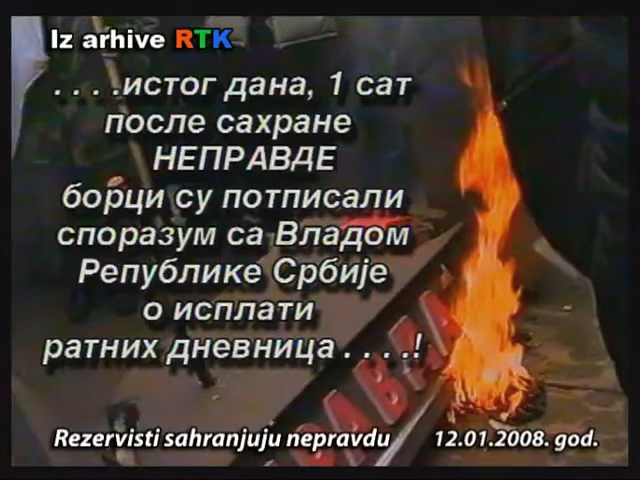 Iz arhive RTK
. . . .истог дана, 1 сат
после сахране
НЕПРАВДЕ
борци су потписали
споразум са Владом
Републике Србије
о исплати
ратних дневница . . . .!
РАВДА
Rezervisti sahranjuju nepravdu 12.01.2008. god.